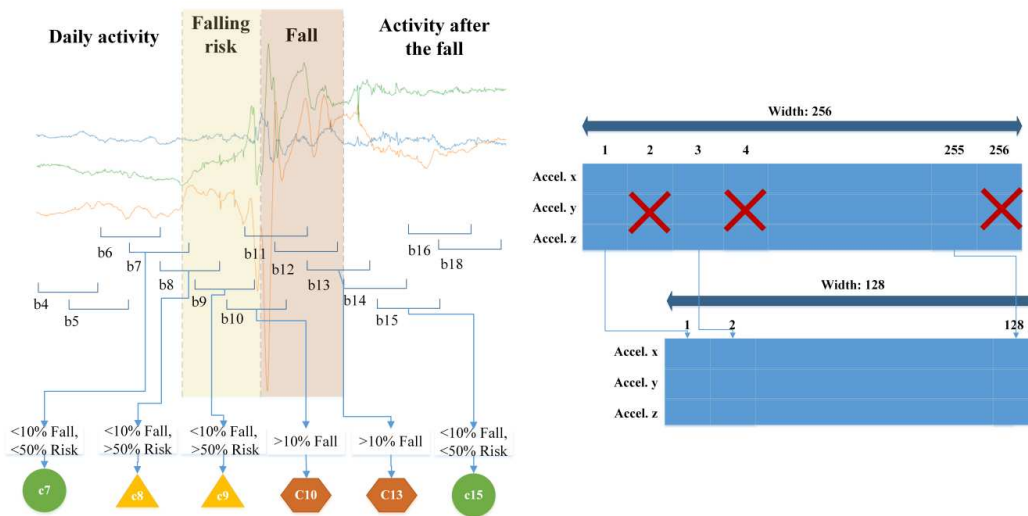 Daily activity
Falling
risk
Fall
Activity after
the fall
b4
b5
b6
b7
b8
b9
b10
b11
b12
b13
b14
b15
b16
b18
<10% Fall,
<50% Risk
<10% Fall,
>50% Risk
<10% Fall,
>50% Risk
>10% Fall
>10% Fall
<10% Fall,
<50% Risk
c7
c8
c9
C10
C13
c15
Width: 256
1 2 3 4 255 256
Accel. x
Accel. y
Accel. z
Width: 128
1 2 128
Accel. x
Accel. y
Accel. z